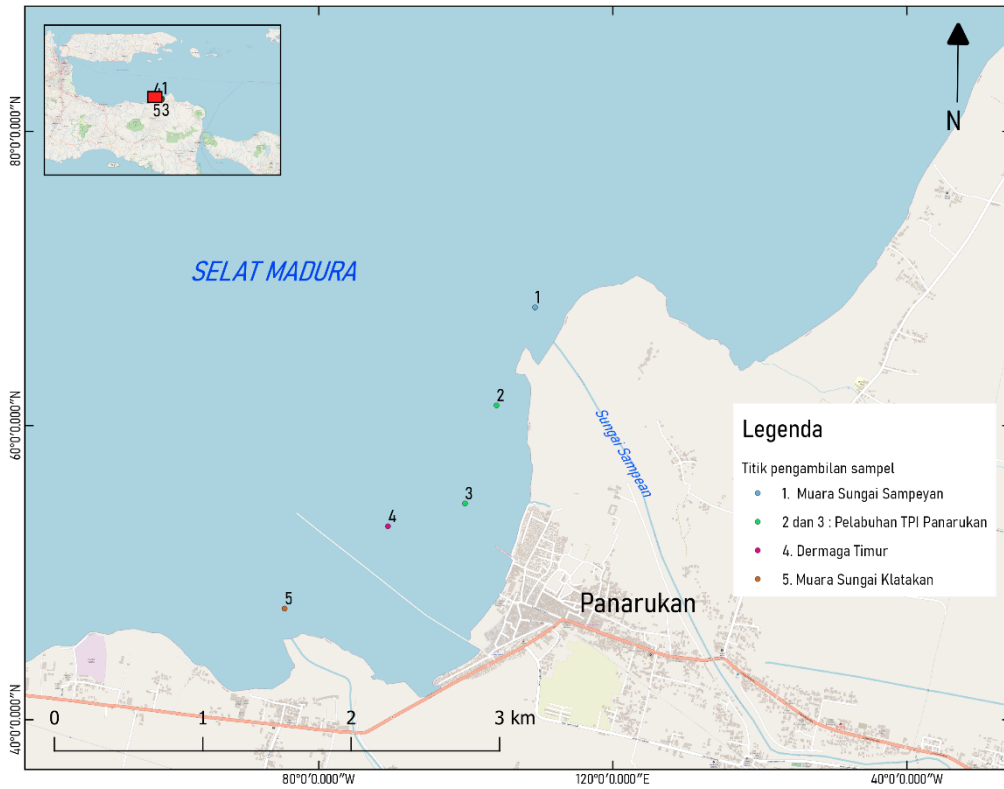 41
53
N
80°0'0.000"N
SELAT MADURA
1
2
60°0'0.000"N
Sungai Sampean
3
4
5
Panarukan
Legenda
Titik pengambilan sampel
1. Muara Sungai Sampeyan
2 dan 3 : Pelabuhan TPI Panarukan
4. Dermaga Timur
5. Muara Sungai Klatakan
40°0'0.000"N
0 1 2 3 km
80°0'0.000"W 120°0'0.000"E 40°0'0.000"W